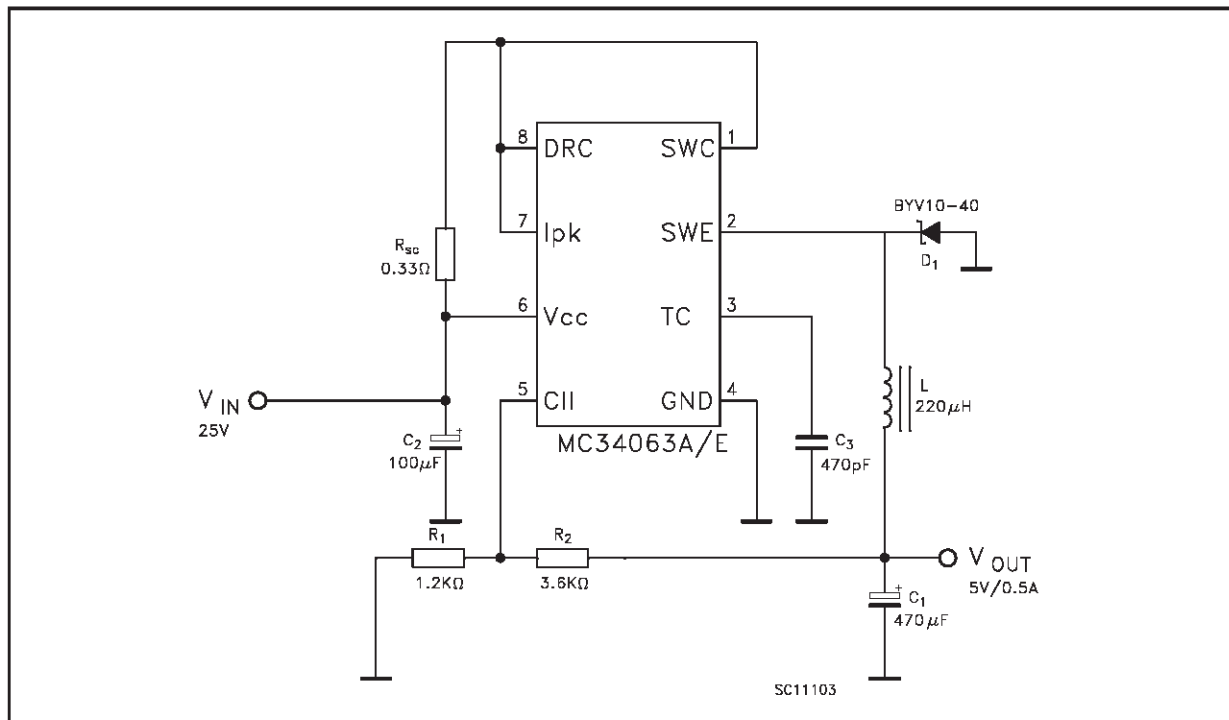 8 DRC SWC 1
BYV10-40
7 Ipk SWE 2
D1
Rsc
0.33Ω
6 Vcc TC 3
VIN
25V
5 CII GND 4
L
220μH
MC34063A/E
C2
100μF
+
C3
470pF
R1
1.2KΩ
R2
3.6KΩ
VOUT
5V/0.5A
+
C1
470μF
SC11103